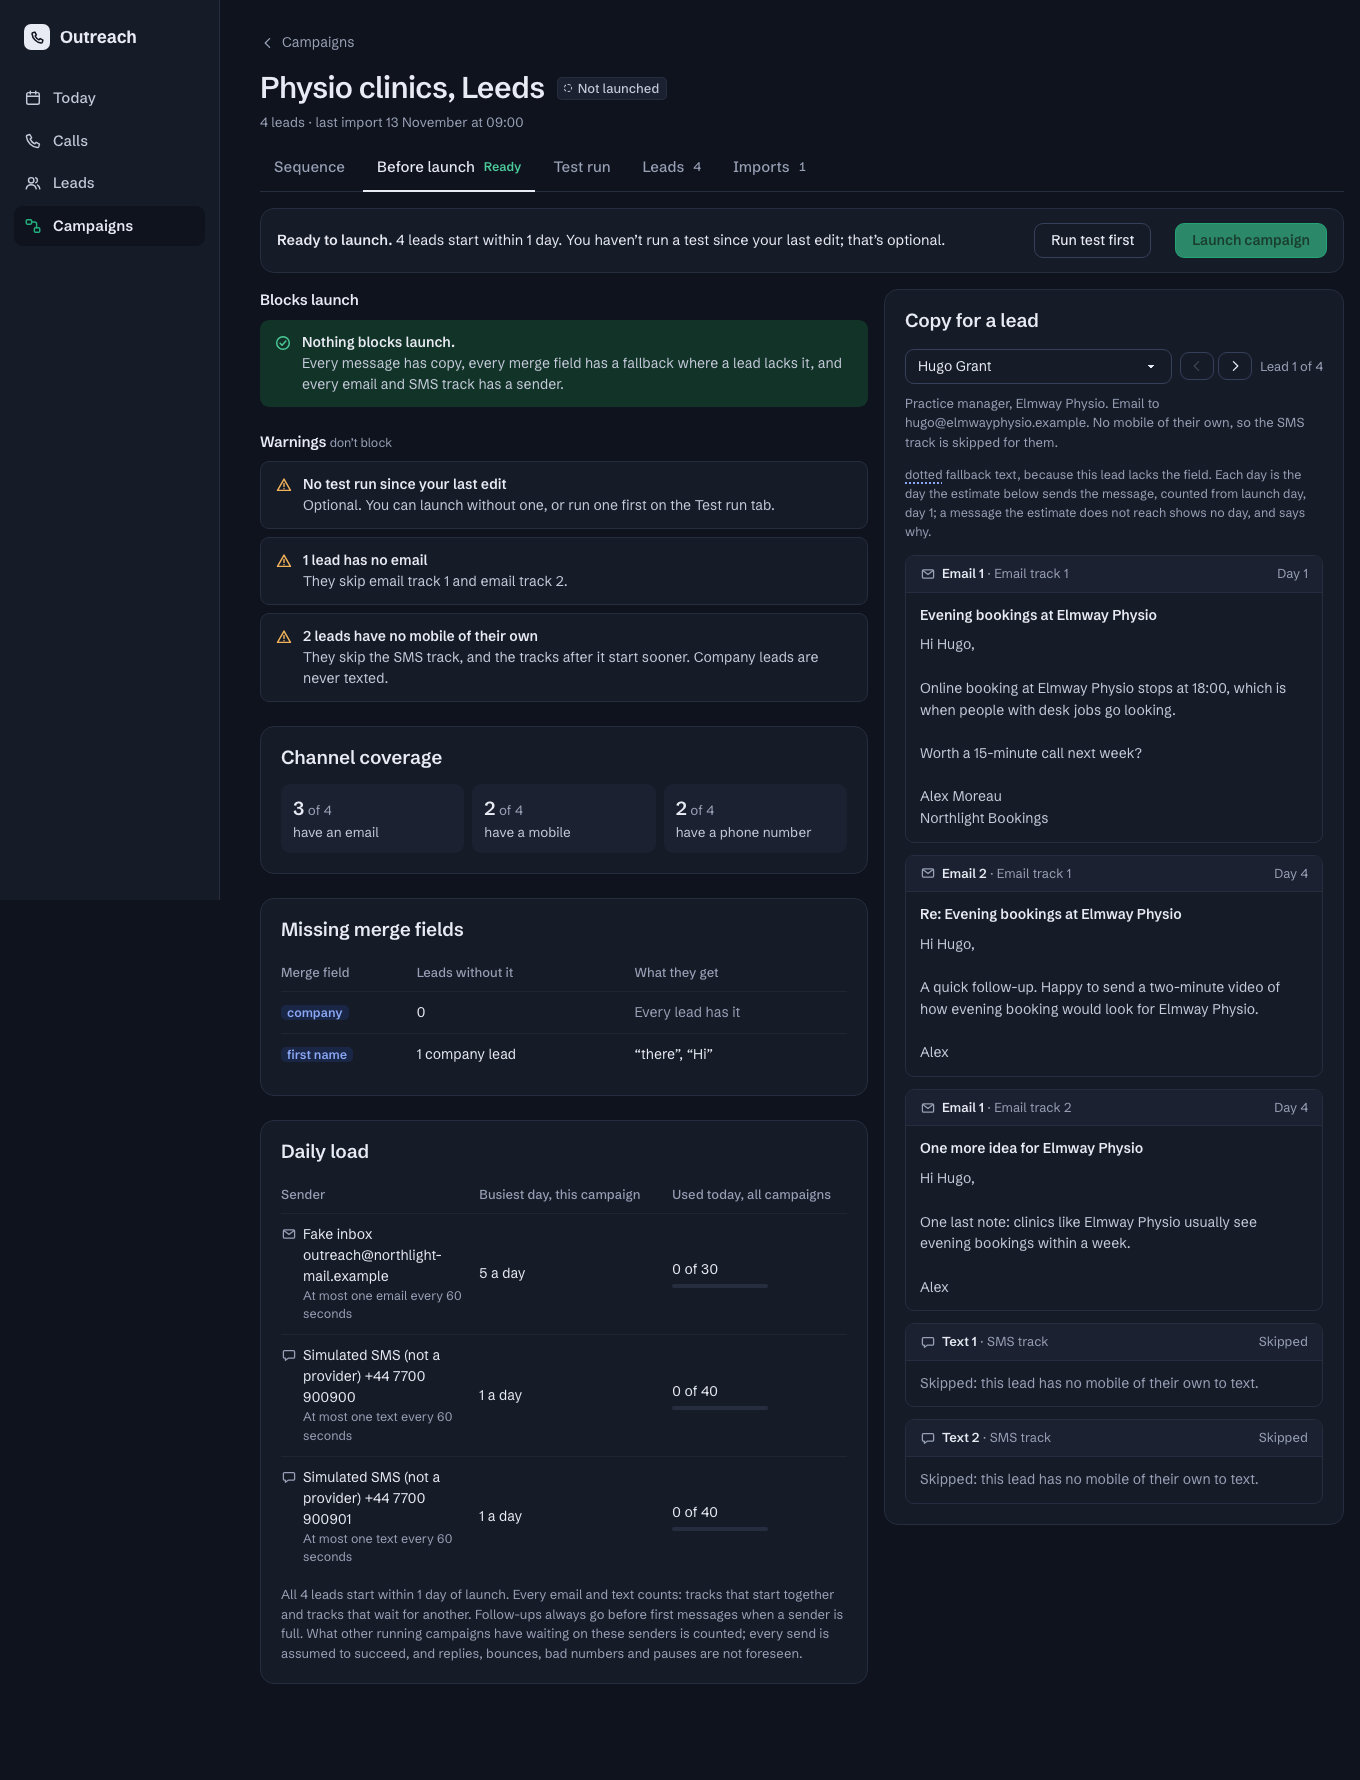 Outreach
Today
Calls
Leads
Campaigns
Campaigns
Physio clinics, Leeds
Not launched
4 leads · last import 13 November at 09:00
Sequence
Before launch Ready
Test run
Leads 4
Imports 1
Ready to launch. 4 leads start within 1 day. You haven’t run a test since your last edit; that’s optional.
Run test first
Launch campaign
Blocks launch
Nothing blocks launch.
Every message has copy, every merge field has a fallback where a lead lacks it, and
every email and SMS track has a sender.
Warnings don’t block
No test run since your last edit
Optional. You can launch without one, or run one first on the Test run tab.
1 lead has no email
They skip email track 1 and email track 2.
2 leads have no mobile of their own
They skip the SMS track, and the tracks after it start sooner. Company leads are
never texted.
Channel coverage
3 of 4
have an email
2 of 4
have a mobile
2 of 4
have a phone number
Missing merge fields
Merge field Leads without it What they get
company 0 Every lead has it
first name 1 company lead “there”, “Hi”
Daily load
Sender Busiest day, this campaign Used today, all campaigns
Fake inbox
outreach@northlight-
mail.example
At most one email every 60
seconds
5 a day
0 of 30
Simulated SMS (not a
provider) +44 7700
900900
At most one text every 60
seconds
1 a day
0 of 40
Simulated SMS (not a
provider) +44 7700
900901
At most one text every 60
seconds
1 a day
0 of 40
All 4 leads start within 1 day of launch. Every email and text counts: tracks that start together
and tracks that wait for another. Follow-ups always go before first messages when a sender is
full. What other running campaigns have waiting on these senders is counted; every send is
assumed to succeed, and replies, bounces, bad numbers and pauses are not foreseen.
Copy for a lead
Hugo Grant
Lead 1 of 4
Practice manager, Elmway Physio. Email to
hugo@elmwayphysio.example. No mobile of their own, so the SMS
track is skipped for them.
dotted fallback text, because this lead lacks the field. Each day is the
day the estimate below sends the message, counted from launch day,
day 1; a message the estimate does not reach shows no day, and says
why.
Email 1 · Email track 1 Day 1
Evening bookings at Elmway Physio
Hi Hugo,
Online booking at Elmway Physio stops at 18:00, which is
when people with desk jobs go looking.
Worth a 15-minute call next week?
Alex Moreau
Northlight Bookings
Email 2 · Email track 1 Day 4
Re: Evening bookings at Elmway Physio
Hi Hugo,
A quick follow-up. Happy to send a two-minute video of
how evening booking would look for Elmway Physio.
Alex
Email 1 · Email track 2 Day 4
One more idea for Elmway Physio
Hi Hugo,
One last note: clinics like Elmway Physio usually see
evening bookings within a week.
Alex
Text 1 · SMS track Skipped
Skipped: this lead has no mobile of their own to text.
Text 2 · SMS track Skipped
Skipped: this lead has no mobile of their own to text.